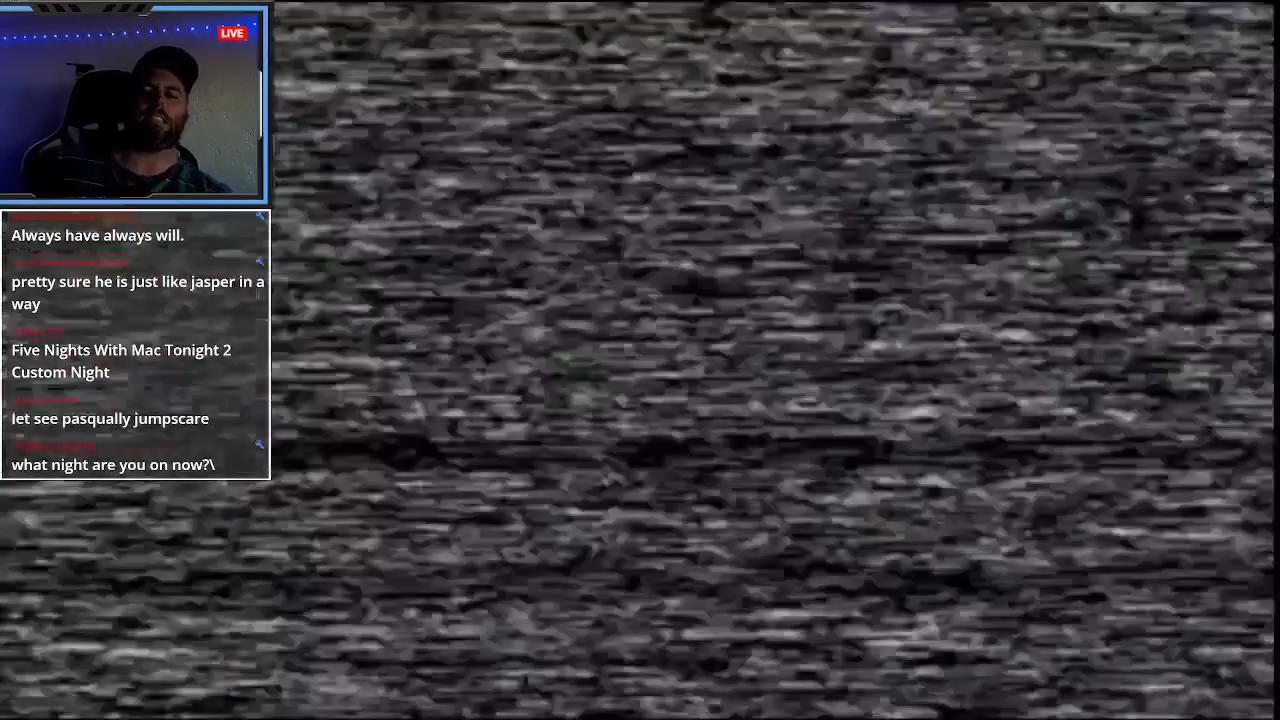 LIVE
Always have always will.
pretty sure he is just like jasper in a
way
Five Nights With Mac Tonight 2
Custom Night
let see pasqually jumpscare
what night are you on now?\